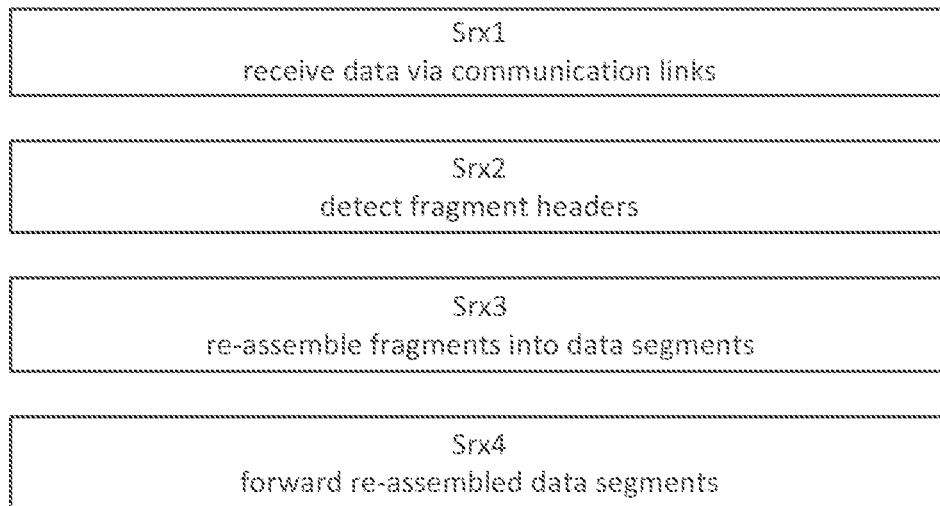 Srx1
receive data via communication links
Srx2
detect fragment headers
Srx3
re-assemble fragments into data segments
Srx4
forward re-assembled data segments